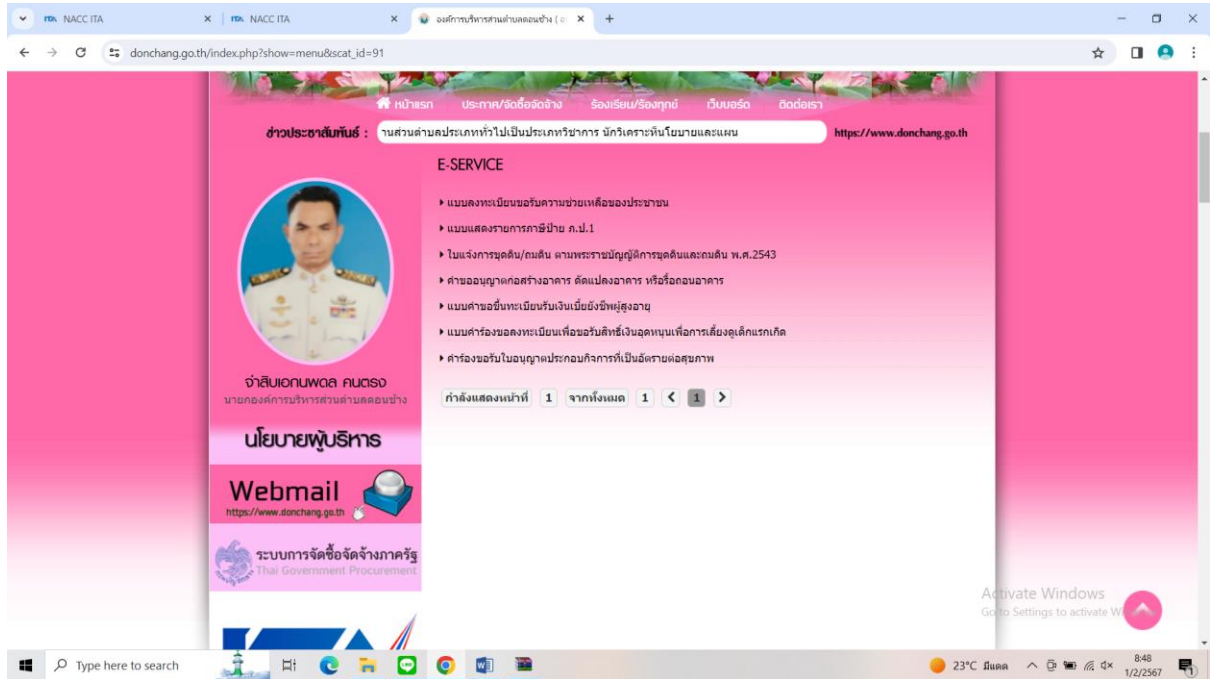 NACC ITA
NACC ITA
องค์การบริหารส่วนตำบลดอนช้าง ( อ
donchang.go.th/index.php?show=menu&scat_id=91
หน้าแรก ประกาศ/จัดซื้อจัดจ้าง ร้องเรียน/ร้องทุกข์ เว็บบอร์ด ติดต่อเรา
ข่าวประชาสัมพันธ์ : านส่วนตำบลประเภททั่วไปเป็นประเภทวิชาการ นักวิเคราะห์นโยบายและแผน https://www.donchang.go.th
E-SERVICE
แบบลงทะเบียนขอรับความช่วยเหลือของประชาชน
แบบแสดงรายการภาษีป้าย ภ.ป.1
ใบแจ้งการขุดดิน/ถมดิน ตามพระราชบัญญัติการขุดดินและถมดิน พ.ศ.2543
คำขออนุญาตก่อสร้างอาคาร ดัดแปลงอาคาร หรือรื้อถอนอาคาร
แบบคำขอขึ้นทะเบียนรับเงินเบี้ยยังชีพผู้สูงอายุ
แบบคำร้องขอลงทะเบียนเพื่อขอรับสิทธิ์เงินอุดหนุนเพื่อการเลี้ยงดูเด็กแรกเกิด
คำร้องขอรับใบอนุญาตประกอบกิจการที่เป็นอัตรายต่อสุขภาพ
กำลังแสดงหน้าที่ 1 จากทั้งหมด 1 1
จ่าสิบเอกนพดล คนตรง
นายกองค์การบริหารส่วนตำบลดอนช้าง
นโยบายผู้บริหาร
Webmail
https://www.donchang.go.th
ระบบการจัดซื้อจัดจ้างภาครัฐ
Thai Government Procurement
Activate Windows
Go to Settings to activate W
Type here to search
23°C มีแดด
8:48
1/2/2567